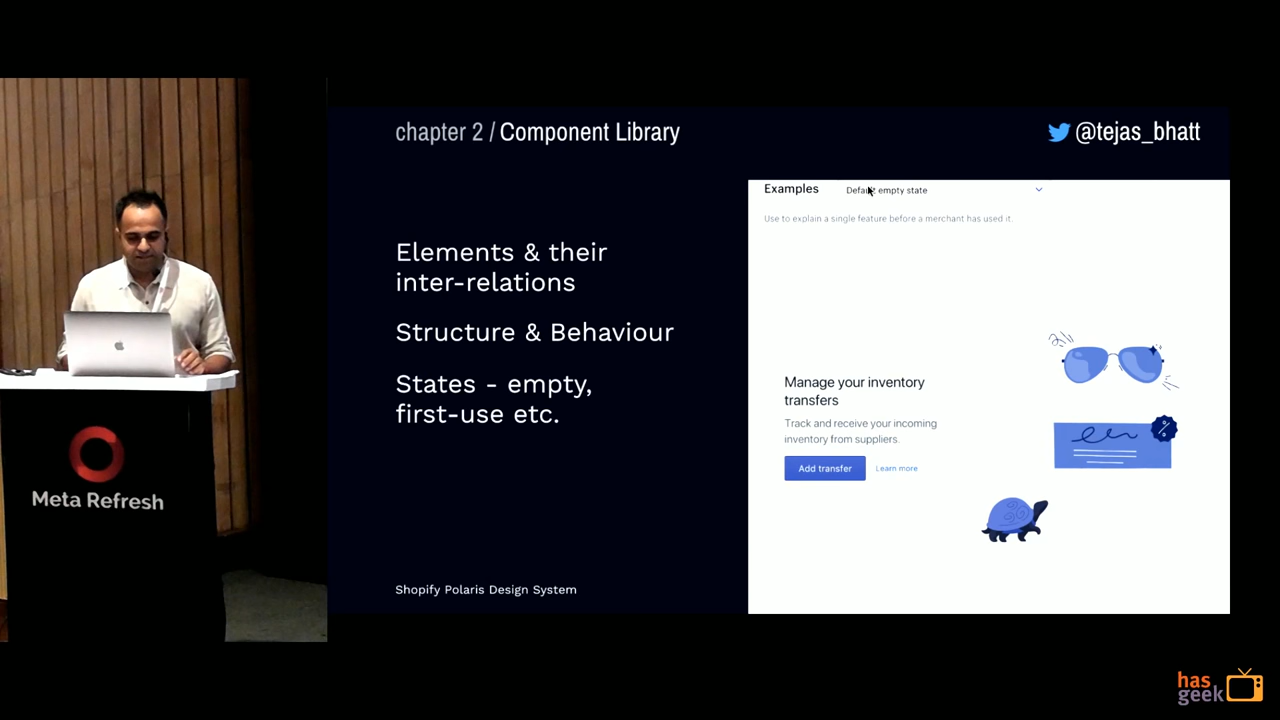 chapter 2 / Component Library
@tejas_bhatt
Elements & their
inter-relations
Structure & Behaviour
States - empty,
first-use etc.
Shopify Polaris Design System
Examples
Default empty state
Use to explain a single feature before a merchant has used it.
Manage your inventory
transfers
Track and receive your incoming
inventory from suppliers.
Add transfer
Learn more
%
Meta Refresh
has
geek